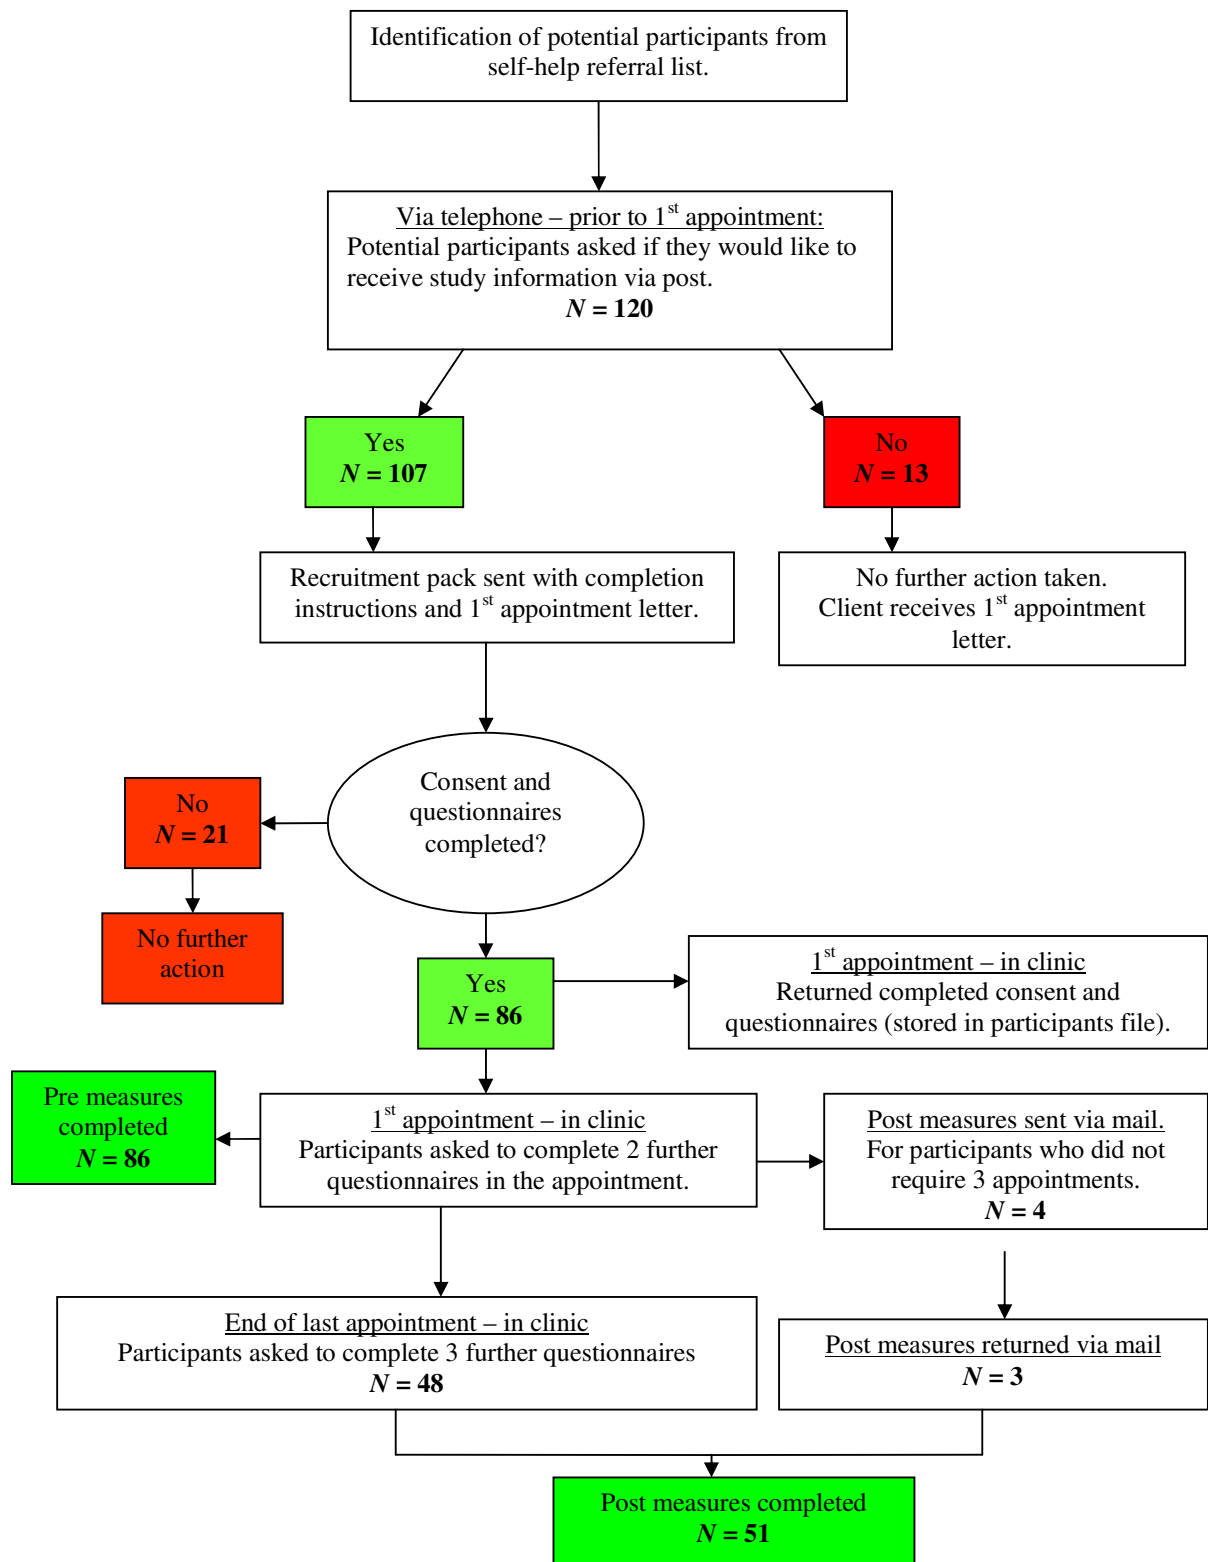 Identification of potential participants from
self-help referral list.
Via telephone – prior to 1st appointment:
Potential participants asked if they would like to
receive study information via post.
N = 120
Yes
N = 107
No
N = 13
Recruitment pack sent with completion
instructions and 1st appointment letter.
No further action taken.
Client receives 1st appointment
letter.
Consent and
questionnaires
completed?
No
N = 21
No further
action
Yes
N = 86
1st appointment – in clinic
Returned completed consent and
questionnaires (stored in participants file).
Pre measures
completed
N = 86
1st appointment – in clinic
Participants asked to complete 2 further
questionnaires in the appointment.
Post measures sent via mail.
For participants who did not
require 3 appointments.
N = 4
End of last appointment – in clinic
Participants asked to complete 3 further questionnaires
N = 48
Post measures returned via mail
N = 3
Post measures completed
N = 51